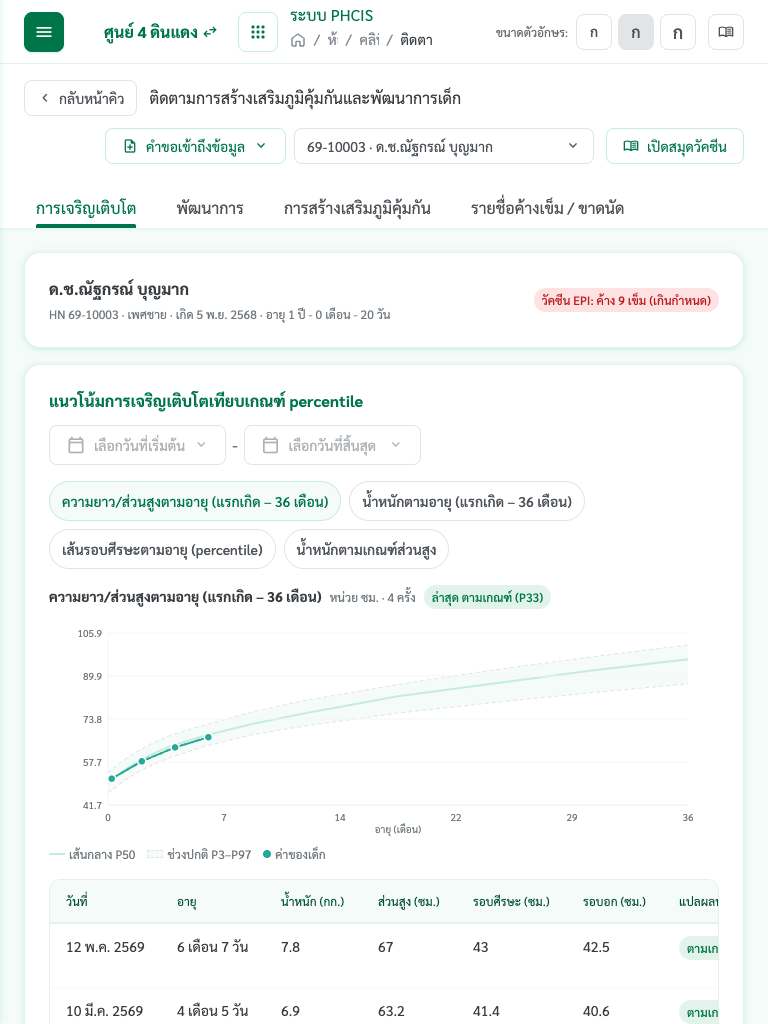 ศูนย์ 4 ดินแดง
ระบบ PHCIS
/ ห้ / คลิ / ติดตา
ขนาดตัวอักษร: ก ก ก
กลับหน้าคิว
ติดตามการสร้างเสริมภูมิคุ้มกันและพัฒนาการเด็ก
คำขอเข้าถึงข้อมูล
69-10003 · ด.ช.ณัฐกรณ์ บุญมาก
เปิดสมุดวัคซีน
การเจริญเติบโต พัฒนาการ การสร้างเสริมภูมิคุ้มกัน รายชื่อค้างเข็ม / ขาดนัด
ด.ช.ณัฐกรณ์ บุญมาก
HN 69-10003 · เพศชาย · เกิด 5 พ.ย. 2568 · อายุ 1 ปี - 0 เดือน - 20 วัน
วัคซีน EPI: ค้าง 9 เข็ม (เกินกำหนด)
แนวโน้มการเจริญเติบโตเทียบเกณฑ์ percentile
เลือกวันที่เริ่มต้น - เลือกวันที่สิ้นสุด
ความยาว/ส่วนสูงตามอายุ (แรกเกิด – 36 เดือน)
น้ำหนักตามอายุ (แรกเกิด – 36 เดือน)
เส้นรอบศีรษะตามอายุ (percentile)
น้ำหนักตามเกณฑ์ส่วนสูง
ความยาว/ส่วนสูงตามอายุ (แรกเกิด – 36 เดือน) หน่วย ซม. · 4 ครั้ง ล่าสุด ตามเกณฑ์ (P33)
105.9
89.9
73.8
57.7
41.7
0 7 14 22 29 36
อายุ (เดือน)
เส้นกลาง P50 ช่วงปกติ P3–P97 ค่าของเด็ก
วันที่ อายุ น้ำหนัก (กก.) ส่วนสูง (ซม.) รอบศีรษะ (ซม.) รอบอก (ซม.) แปลผล
12 พ.ค. 2569 6 เดือน 7 วัน 7.8 67 43 42.5 ตามเก
10 มี.ค. 2569 4 เดือน 5 วัน 6.9 63.2 41.4 40.6 ตามเก